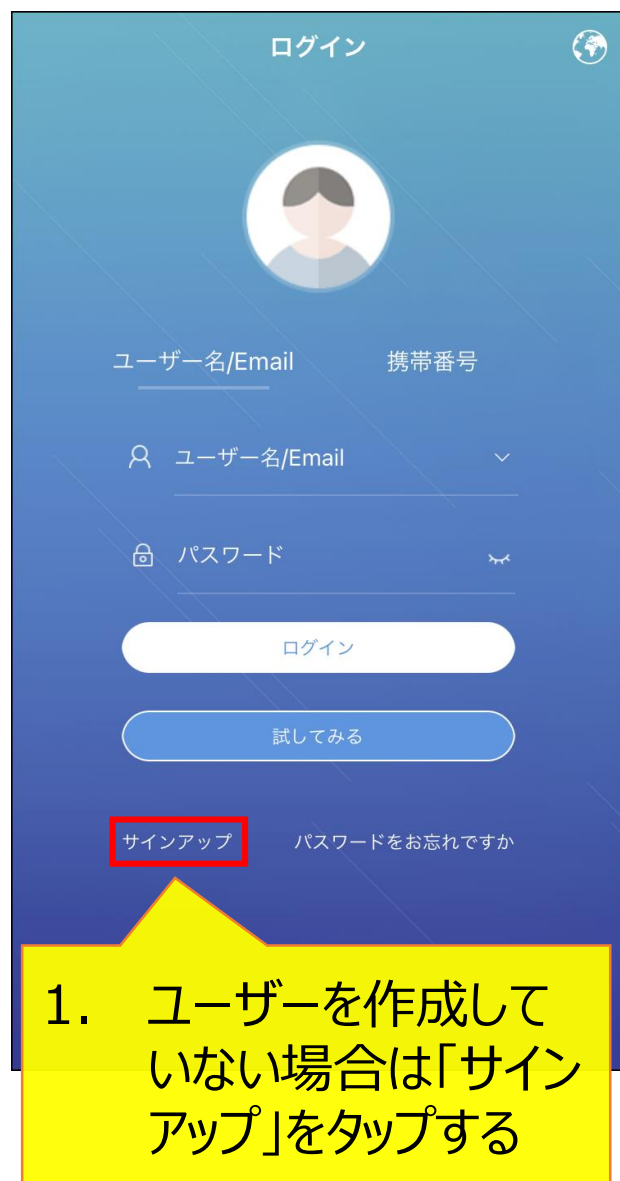 ログイン
ユーザー名/Email 携帯番号
ユーザー名/Email
パスワード
ログイン
試してみる
サインアップ パスワードをお忘れですか
1. ユーザーを作成して
いない場合は「サイン
アップ」をタップする